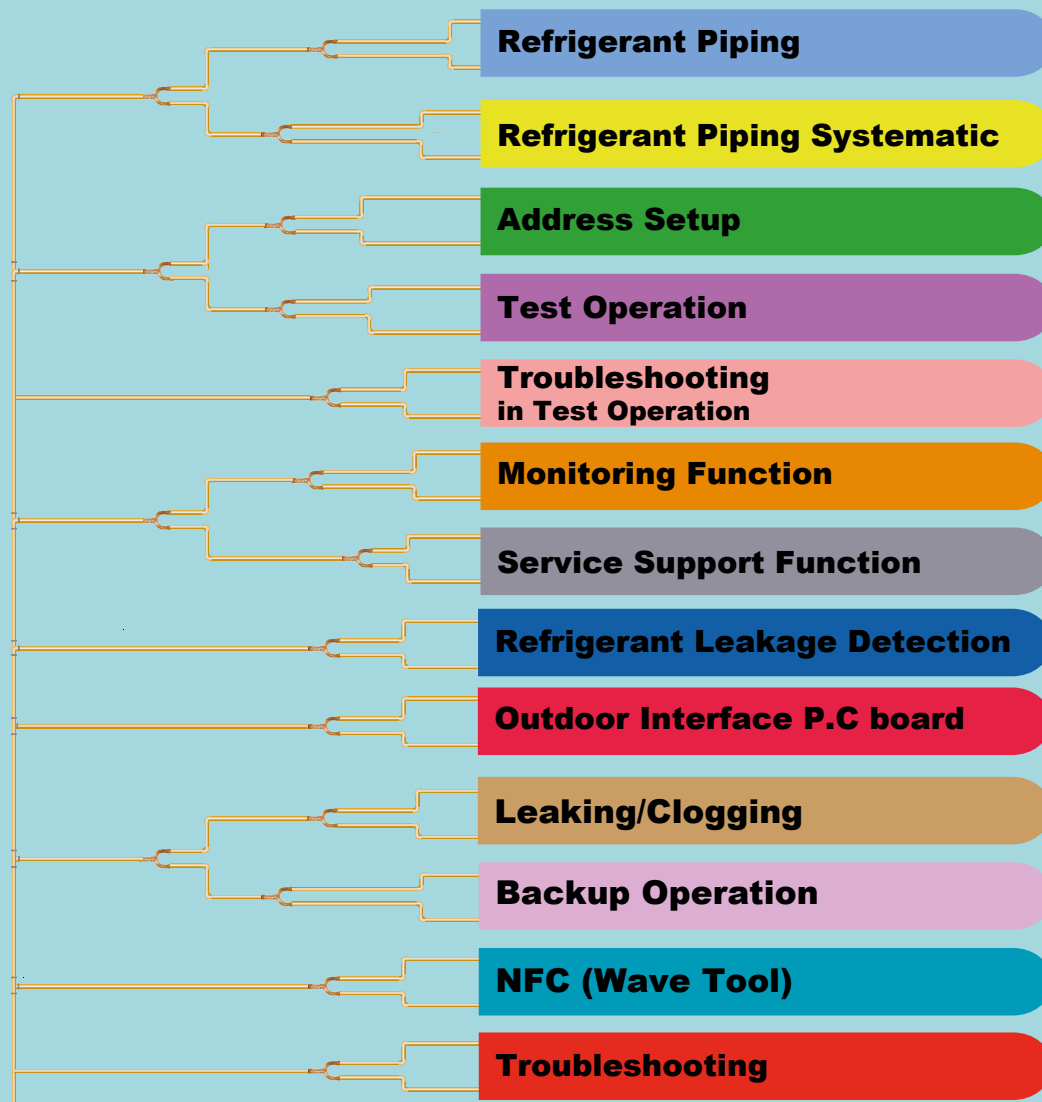 Refrigerant Piping
Refrigerant Piping Systematic
Address Setup
Test Operation
Troubleshooting
in Test Operation
Monitoring Function
Service Support Function
Refrigerant Leakage Detection
Outdoor Interface P.C board
Leaking/Clogging
Backup Operation
NFC (Wave Tool)
Troubleshooting